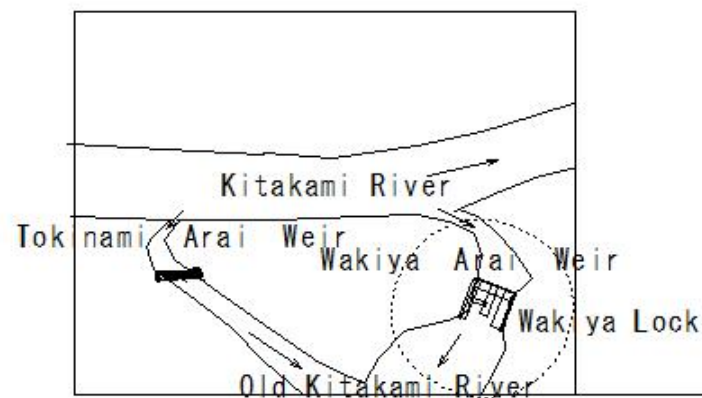 Kitakami River
Tokinami Arai Weir
Wakiya Arai Weir
Wakiya Lock
Old Kitakami River